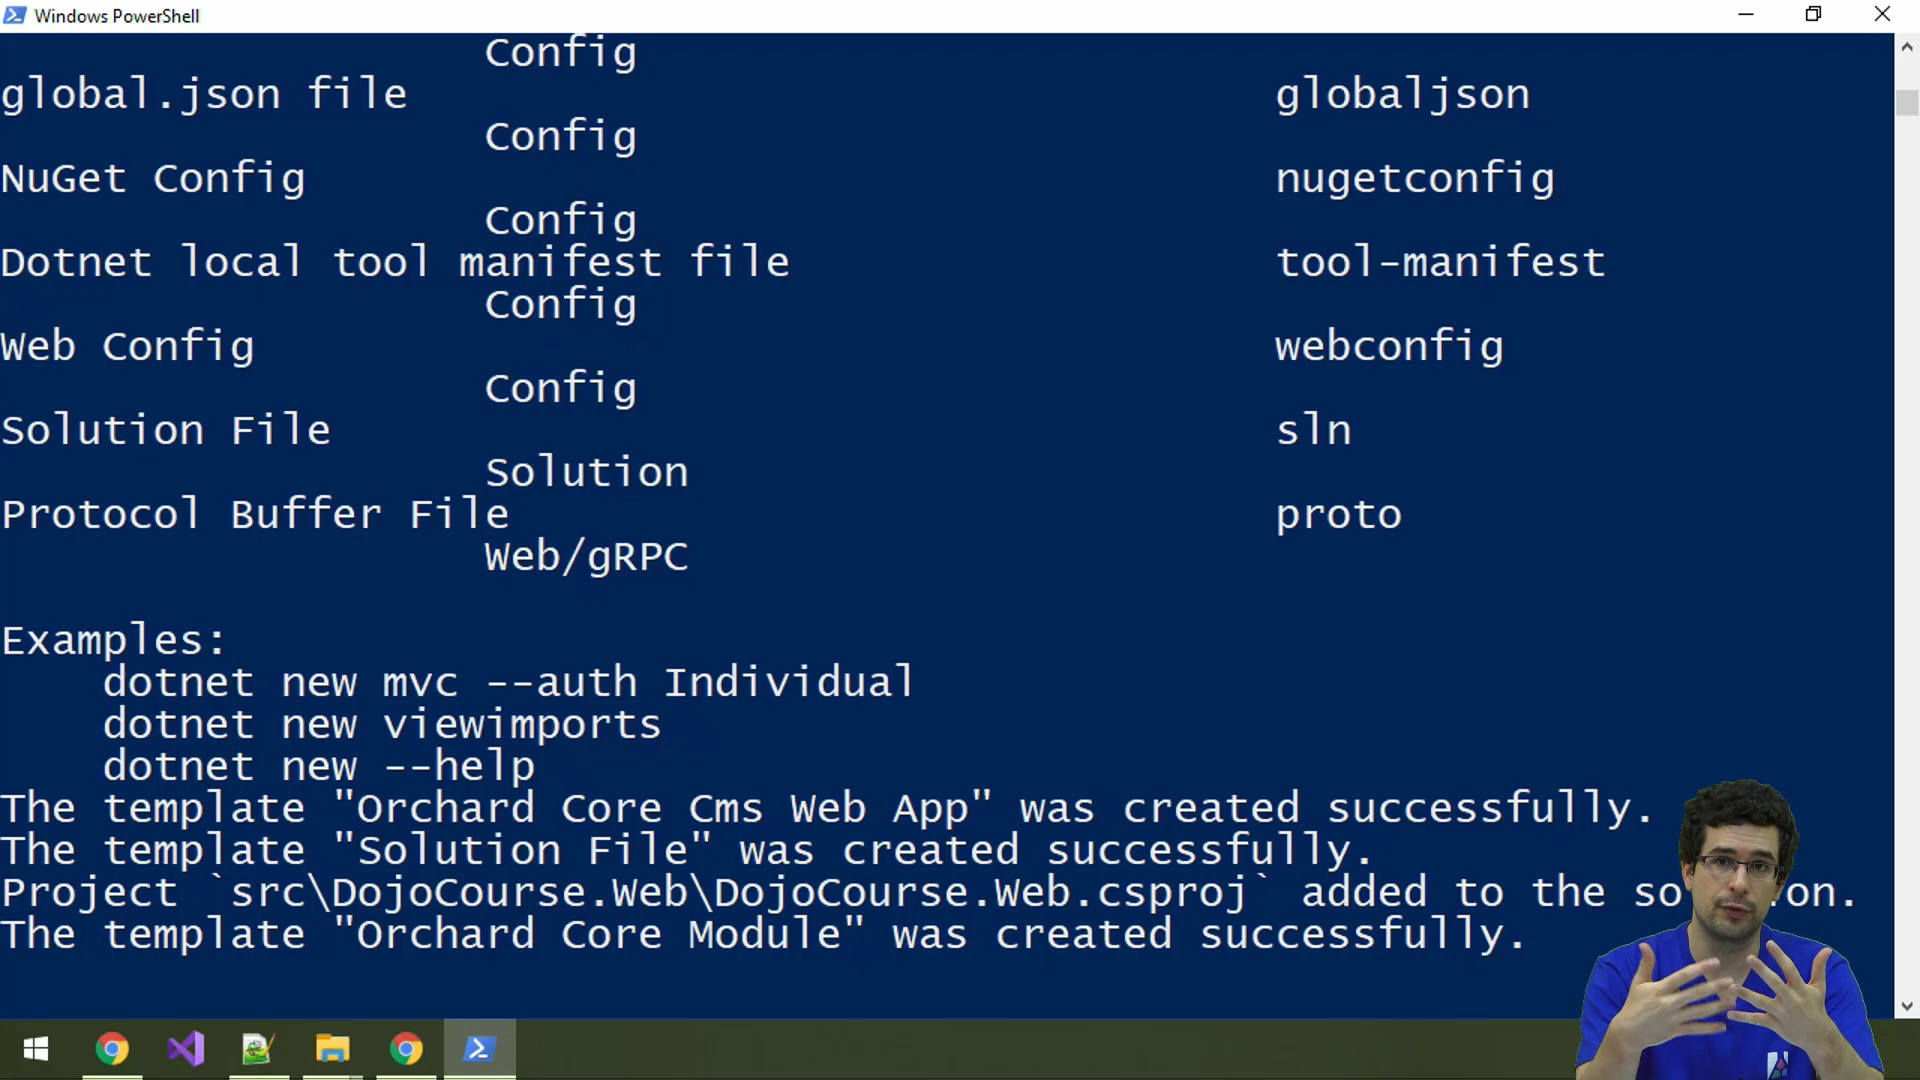 Windows PowerShell
Config
global.json file globaljson
Config
NuGet Config nugetconfig
Config
Dotnet local tool manifest file tool-manifest
Config
Web Config webconfig
Config
Solution File sln
Solution
Protocol Buffer File proto
Web/gRPC
Examples:
dotnet new mvc --auth Individual
dotnet new viewimports
dotnet new --help
The template "Orchard Core Cms Web App" was created successfully.
The template "Solution File" was created successfully.
Project `src\DojoCourse.Web\DojoCourse.Web.csproj` added to the
The template "Orchard Core Module" was created successfully.